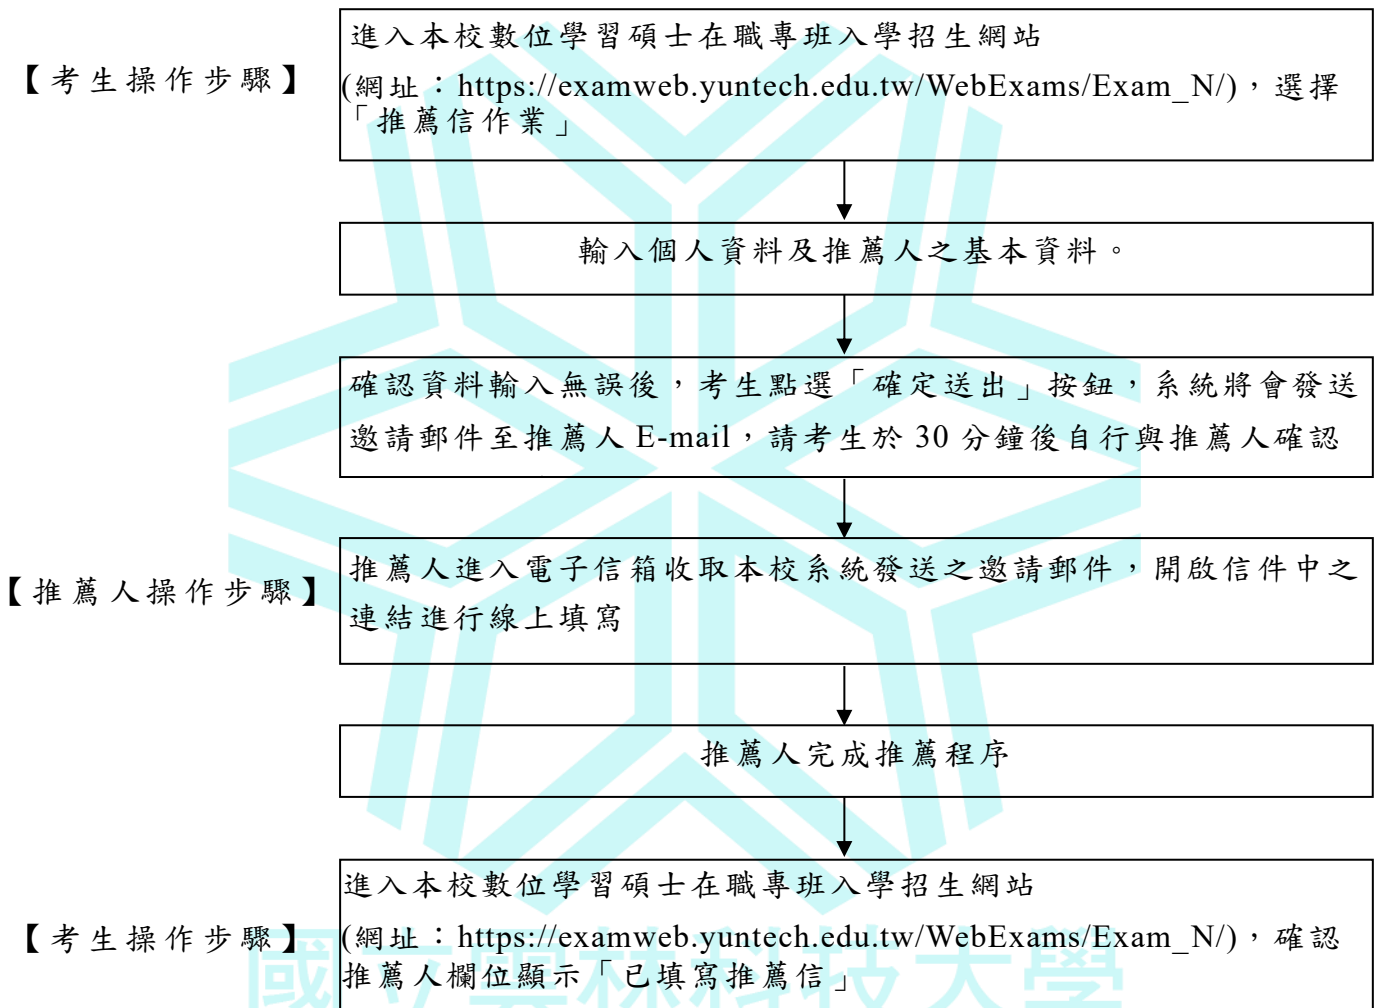 進入本校數位學習碩士在職專班入學招生網站
【考生操作步驟】
(網址：https://examweb.yuntech.edu.tw/WebExams/Exam_N/)，選擇
「推薦信作業」
輸入個人資料及推薦人之基本資料。
確認資料輸入無誤後，考生點選「確定送出」按鈕，系統將會發送
邀請郵件至推薦人 E-mail，請考生於 30 分鐘後自行與推薦人確認
【推薦人操作步驟】
推薦人進入電子信箱收取本校系統發送之邀請郵件，開啟信件中之
連結進行線上填寫
推薦人完成推薦程序
進入本校數位學習碩士在職專班入學招生網站
【考生操作步驟】
(網址：https://examweb.yuntech.edu.tw/WebExams/Exam_N/)，確認
推薦人欄位顯示「已填寫推薦信」
國立雲林科技大學